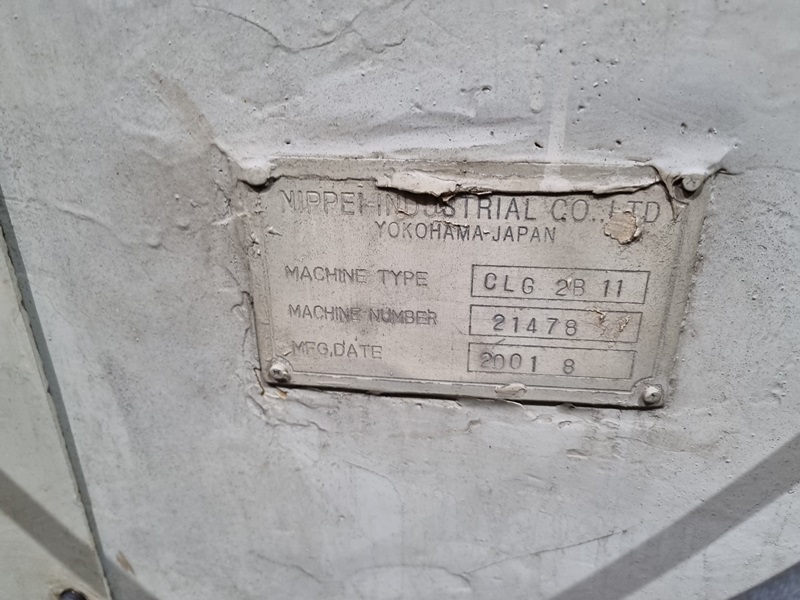 NIPPEI-INDUSTRIAL CO.,LTD
YOKOHAMA-JAPAN
MACHINE TYPE CLG 2B 11
MACHINE NUMBER 21478
MFG.DATE 2001 8